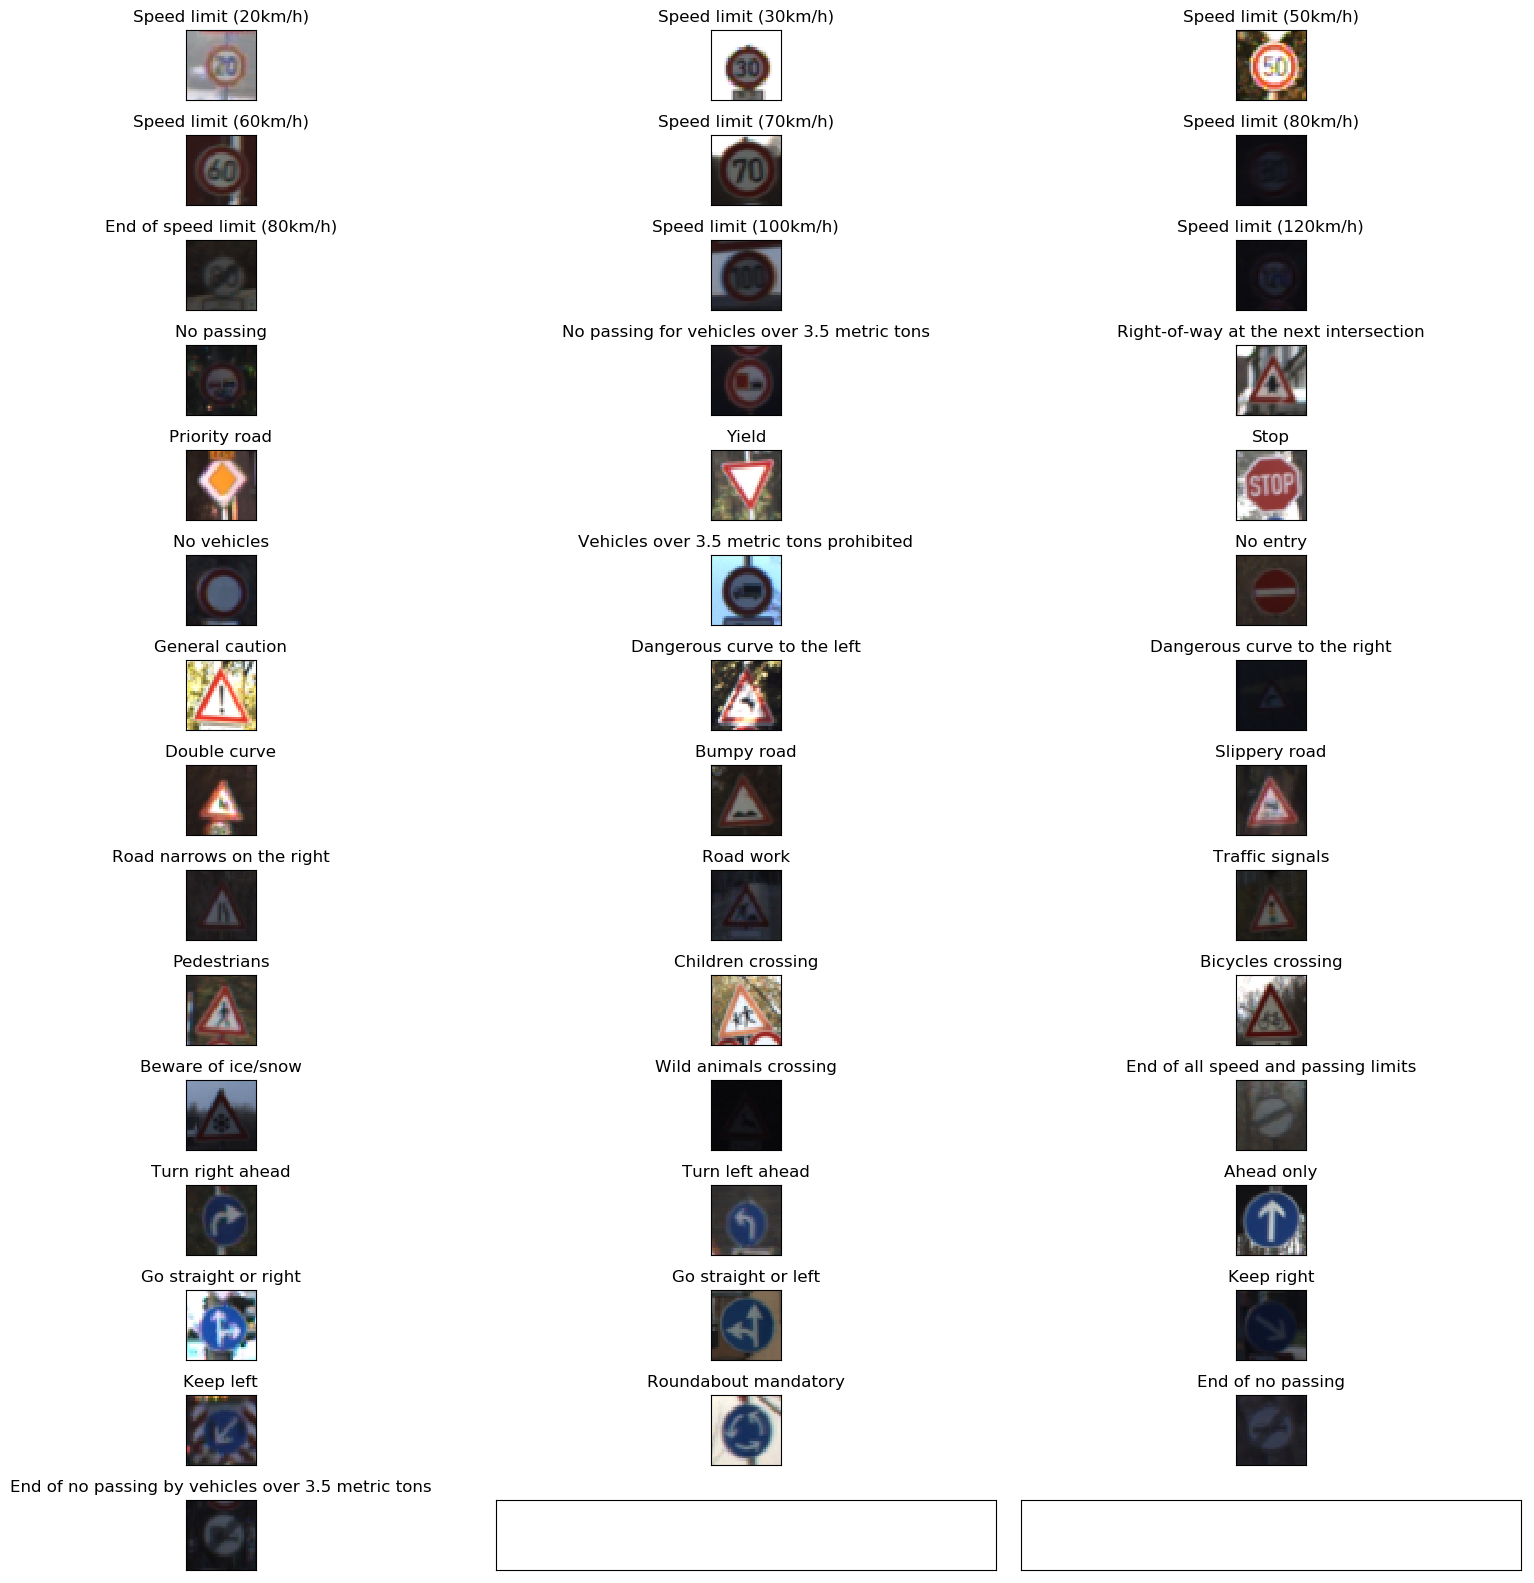 Speed limit (20km/h)
Speed limit (30km/h)
Speed limit (50km/h)
20
30
50
Speed limit (60km/h)
Speed limit (70km/h)
Speed limit (80km/h)
60
70
80
End of speed limit (80km/h)
Speed limit (100km/h)
Speed limit (120km/h)
80
100
120
No passing
No passing for vehicles over 3.5 metric tons
Right-of-way at the next intersection
Priority road
Yield
Stop
STOP
No vehicles
Vehicles over 3.5 metric tons prohibited
No entry
General caution
Dangerous curve to the left
Dangerous curve to the right
Double curve
Bumpy road
Slippery road
Road narrows on the right
Road work
Traffic signals
Pedestrians
Children crossing
Bicycles crossing
Beware of ice/snow
Wild animals crossing
End of all speed and passing limits
Turn right ahead
Turn left ahead
Ahead only
Go straight or right
Go straight or left
Keep right
Keep left
Roundabout mandatory
End of no passing
End of no passing by vehicles over 3.5 metric tons